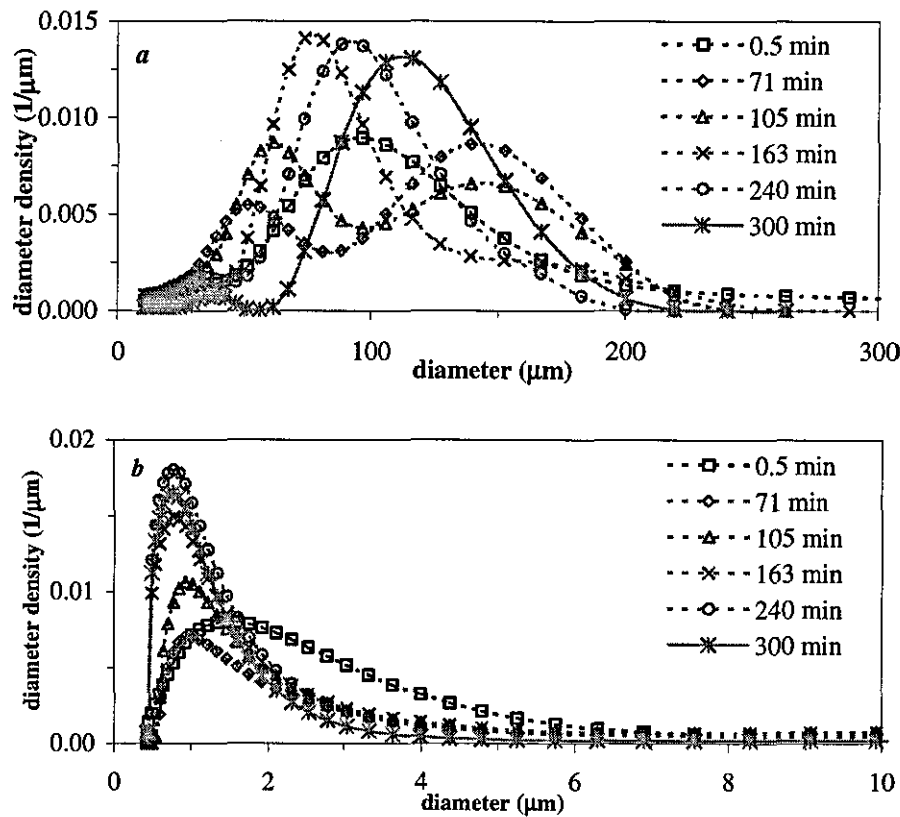 0.015
0.010
0.005
0.000
diameter density (1/μm)
a
0.5 min
71 min
105 min
163 min
240 min
300 min
0
100
200
300
diameter (μm)
0.02
0.01
0.00
diameter density (1/μm)
b
0.5 min
71 min
105 min
163 min
240 min
300 min
0
2
4
6
8
10
diameter (μm)